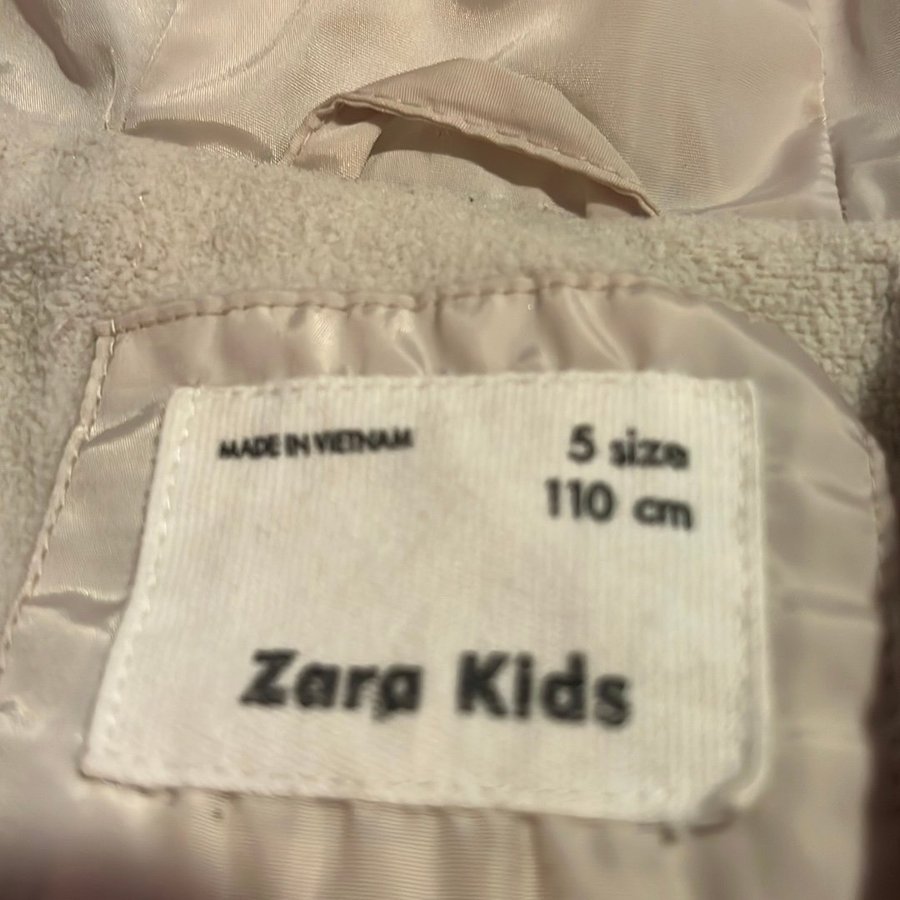 MADE IN VIETNAM
5 size
110 cm
Zara Kids